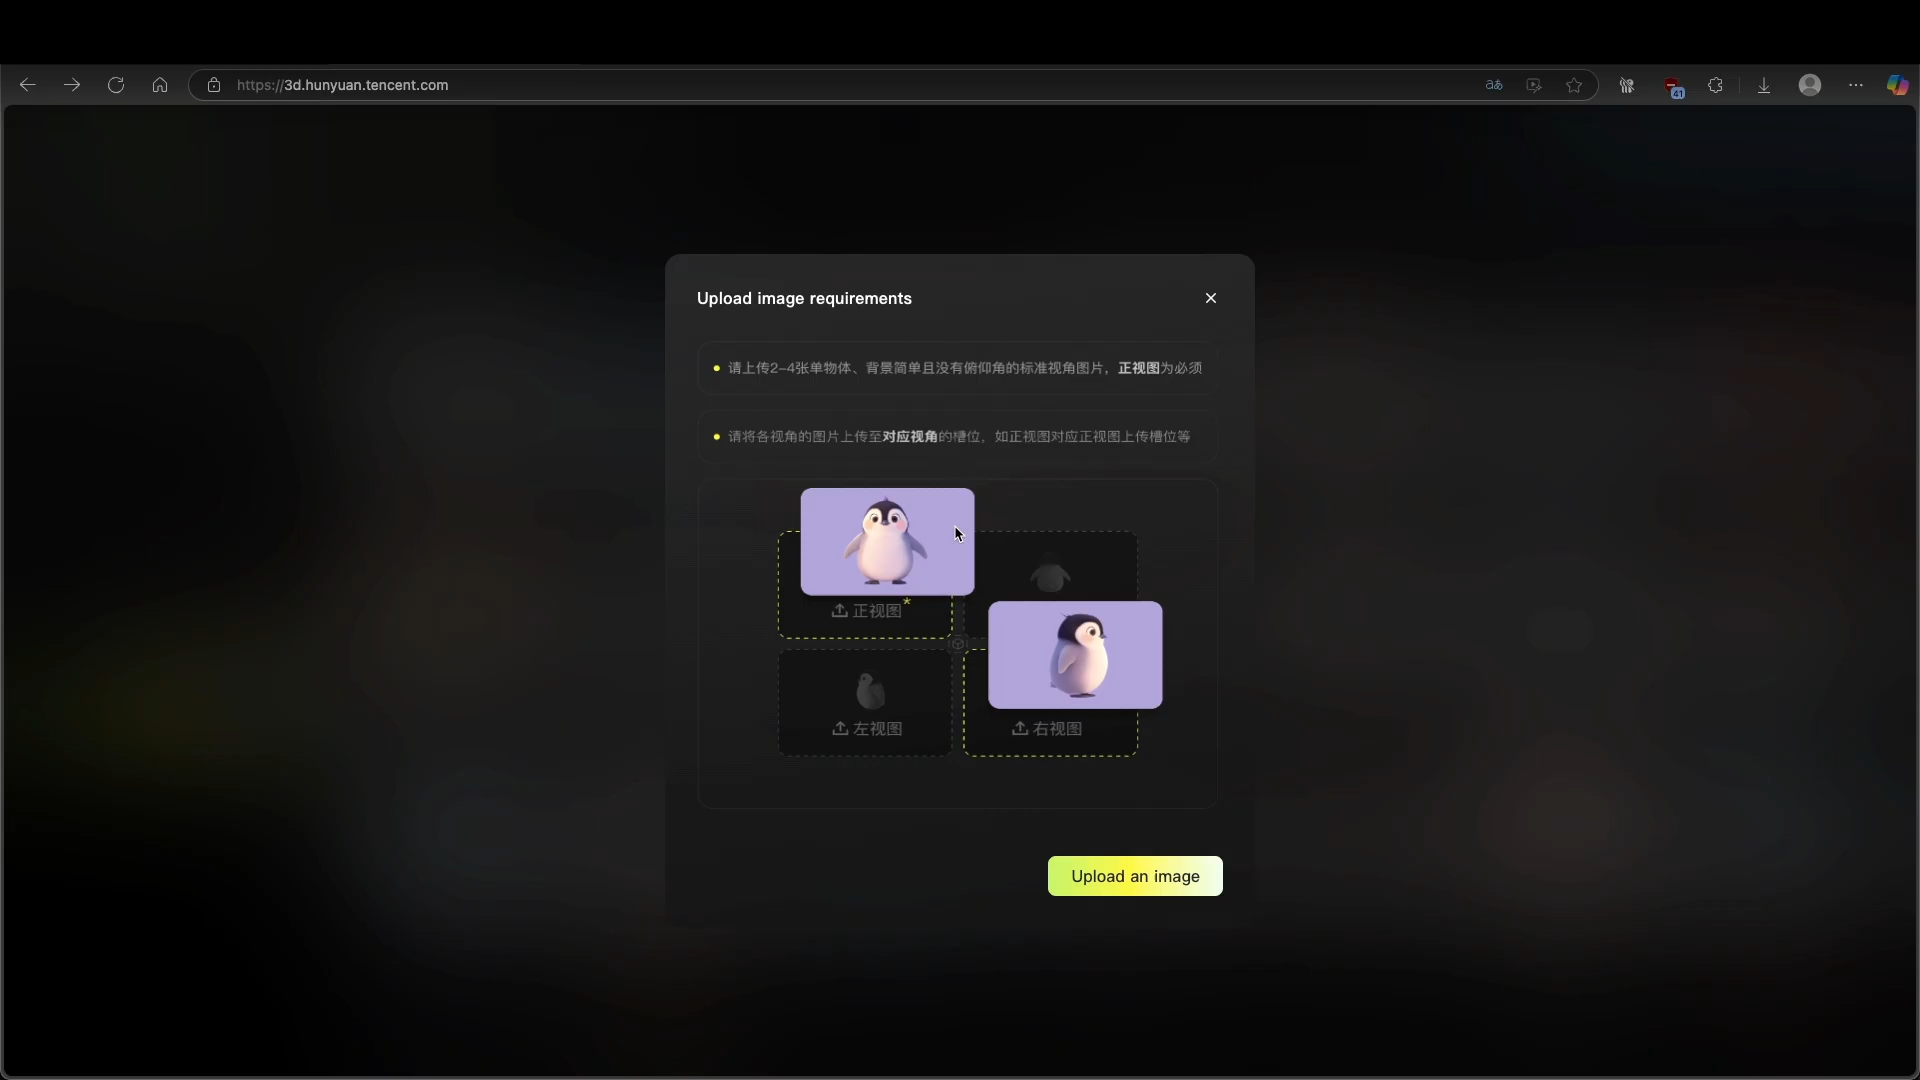 https://3d.hunyuan.tencent.com
aあ
41
Upload image requirements
请上传2-4张单物体、背景简单且没有俯仰角的标准视角图片，正视图为必须
请将各视角的图片上传至对应视角的槽位，如正视图对应正视图上传槽位等
正视图*
左视图
右视图
Upload an image